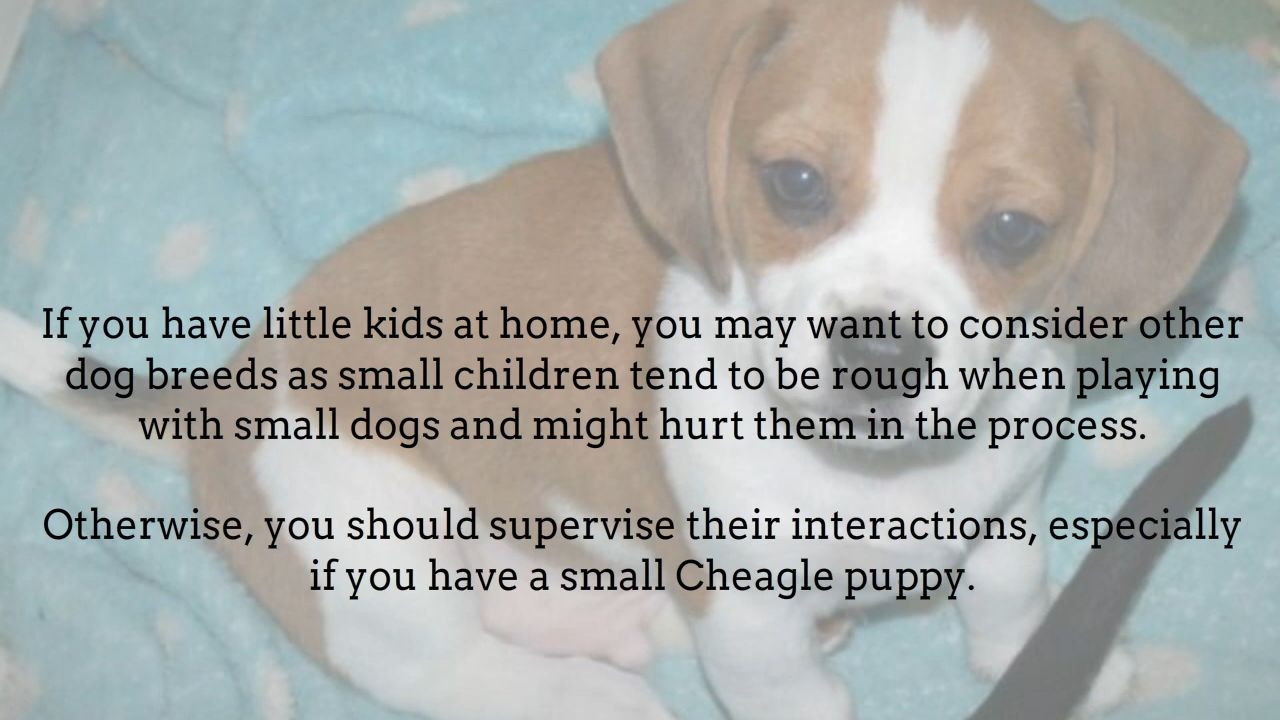 If you have little kids at home, you may want to consider other
dog breeds as small children tend to be rough when playing
with small dogs and might hurt them in the process.
Otherwise, you should supervise their interactions, especially
if you have a small Cheagle puppy.